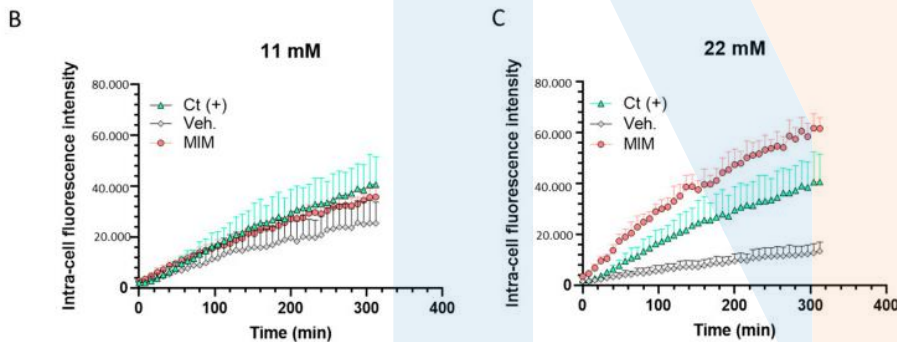 B
11 mM
Intra-cell fluorescence intensity
80.000
60.000
40.000
20.000
0
Ct (+)
Veh.
MIM
0
100
200
300
400
Time (min)
C
22 mM
Intra-cell fluorescence intensity
80.000
60.000
40.000
20.000
0
Ct (+)
Veh.
MIM
0
100
200
300
400
Time (min)